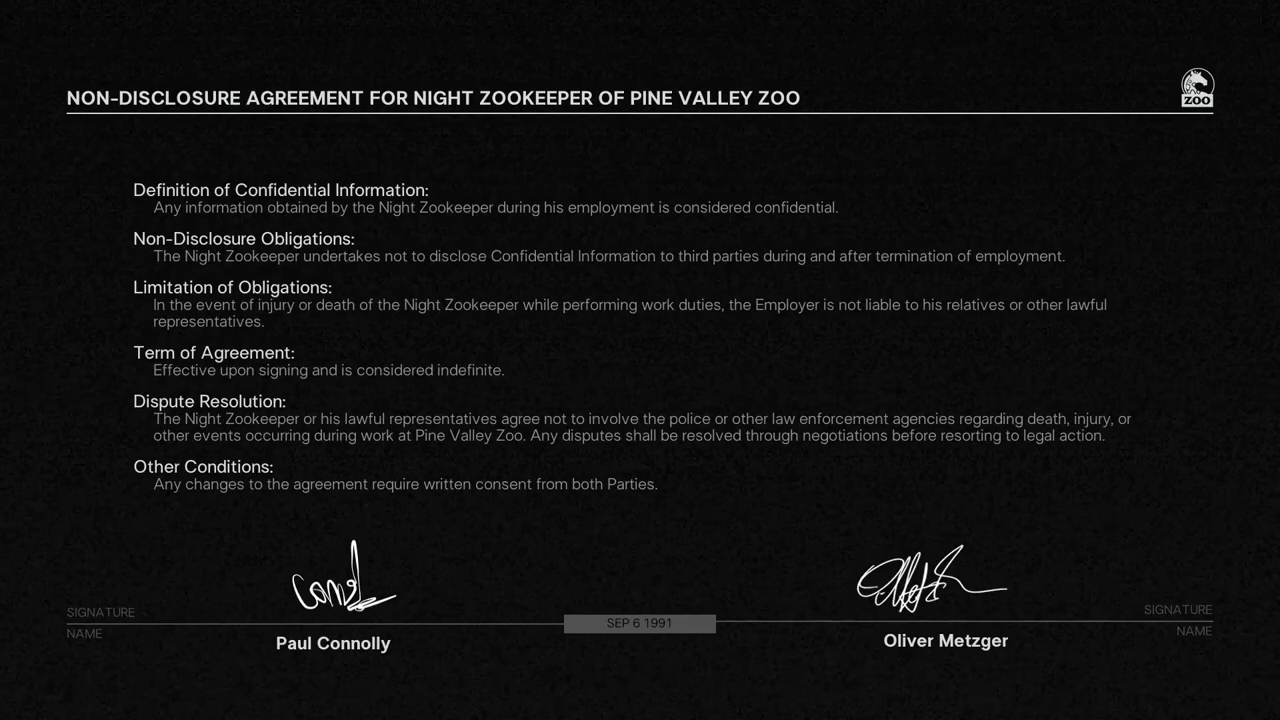 NON-DISCLOSURE AGREEMENT FOR NIGHT ZOOKEEPER OF PINE VALLEY ZOO
ZOO
Definition of Confidential Information:
Any information obtained by the Night Zookeeper during his employment is considered confidential.
Non-Disclosure Obligations:
The Night Zookeeper undertakes not to disclose Confidential Information to third parties during and after termination of employment.
Limitation of Obligations:
In the event of injury or death of the Night Zookeeper while performing work duties, the Employer is not liable to his relatives or other lawful
representatives.
Term of Agreement:
Effective upon signing and is considered indefinite.
Dispute Resolution:
The Night Zookeeper or his lawful representatives agree not to involve the police or other law enforcement agencies regarding death, injury, or
other events occurring during work at Pine Valley Zoo. Any disputes shall be resolved through negotiations before resorting to legal action.
Other Conditions:
Any changes to the agreement require written consent from both Parties.
SIGNATURE
NAME
Paul Connolly
SEP 6 1991
SIGNATURE
NAME
Oliver Metzger